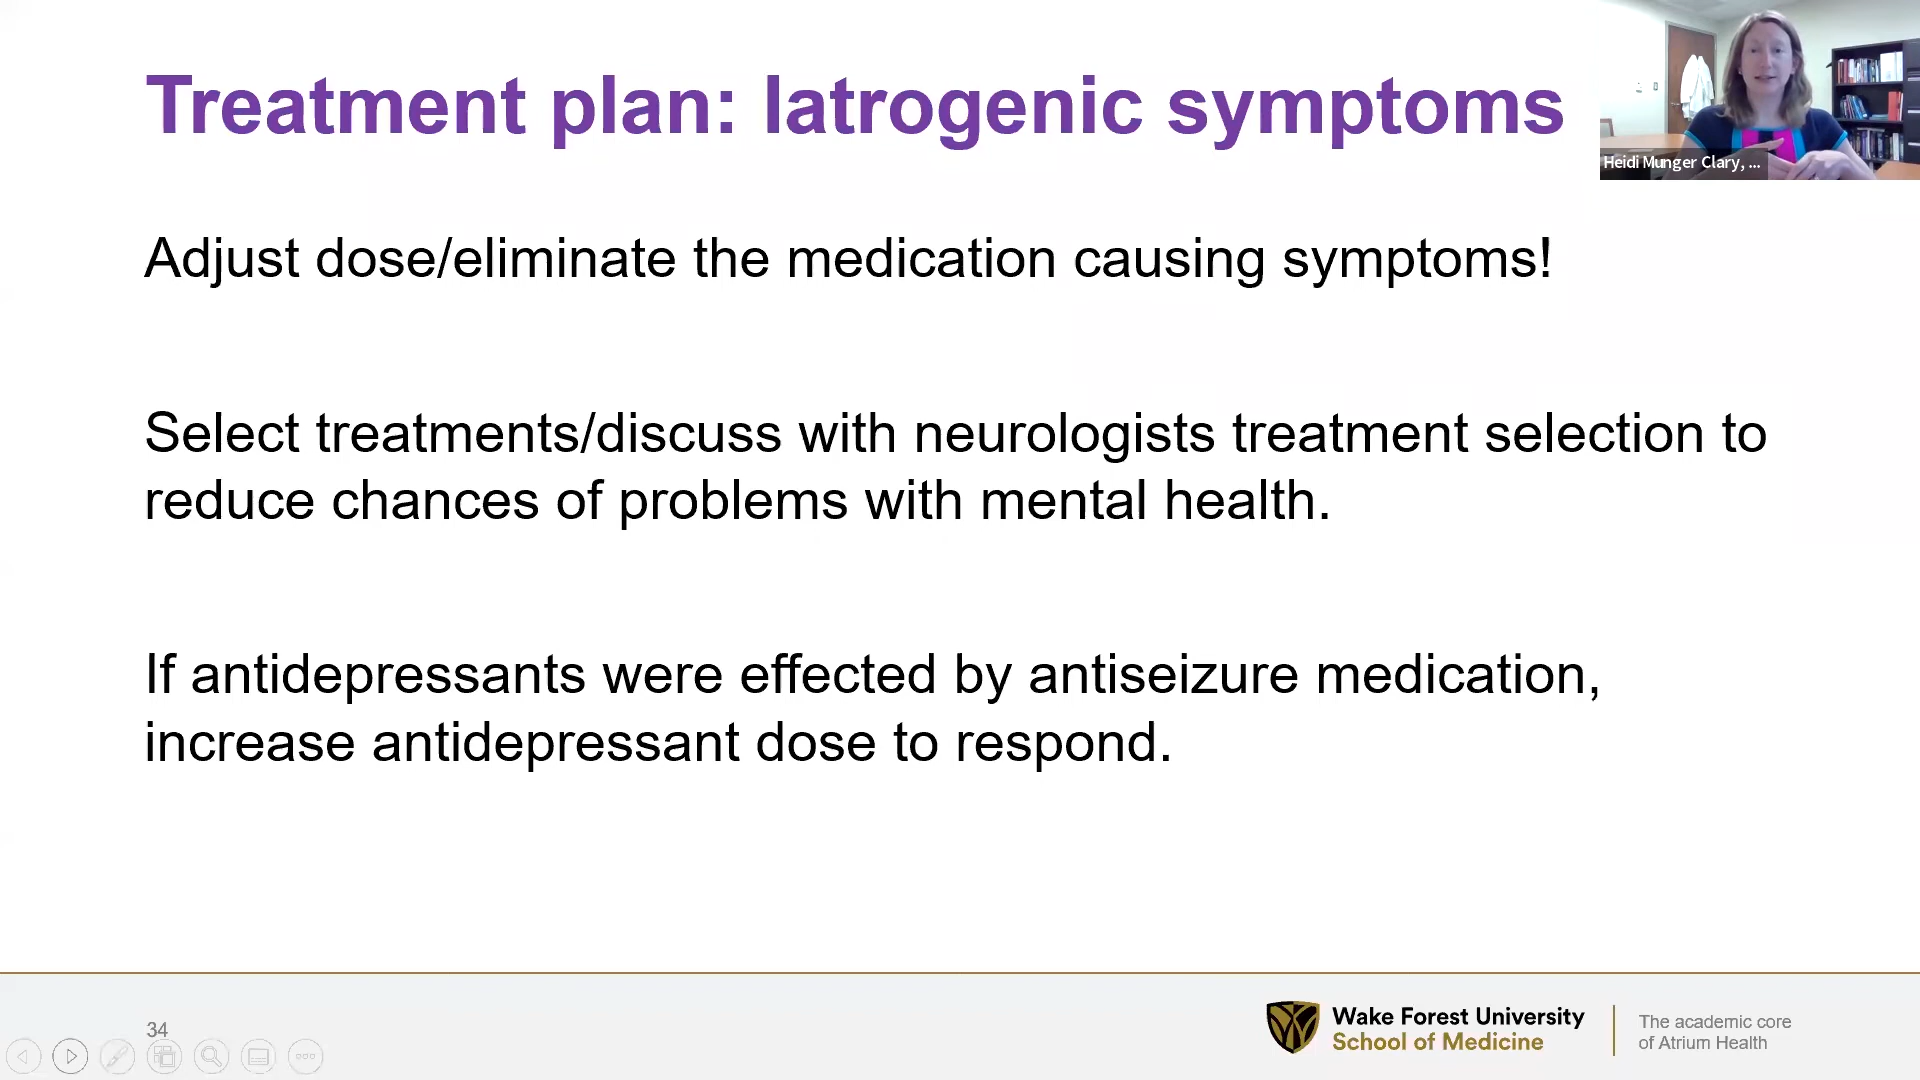 Treatment plan: Iatrogenic symptoms
Heidi Munger Clary, ...
Adjust dose/eliminate the medication causing symptoms!
Select treatments/discuss with neurologists treatment selection to
reduce chances of problems with mental health.
If antidepressants were effected by antiseizure medication,
increase antidepressant dose to respond.
34
Wake Forest University
School of Medicine
The academic core
of Atrium Health